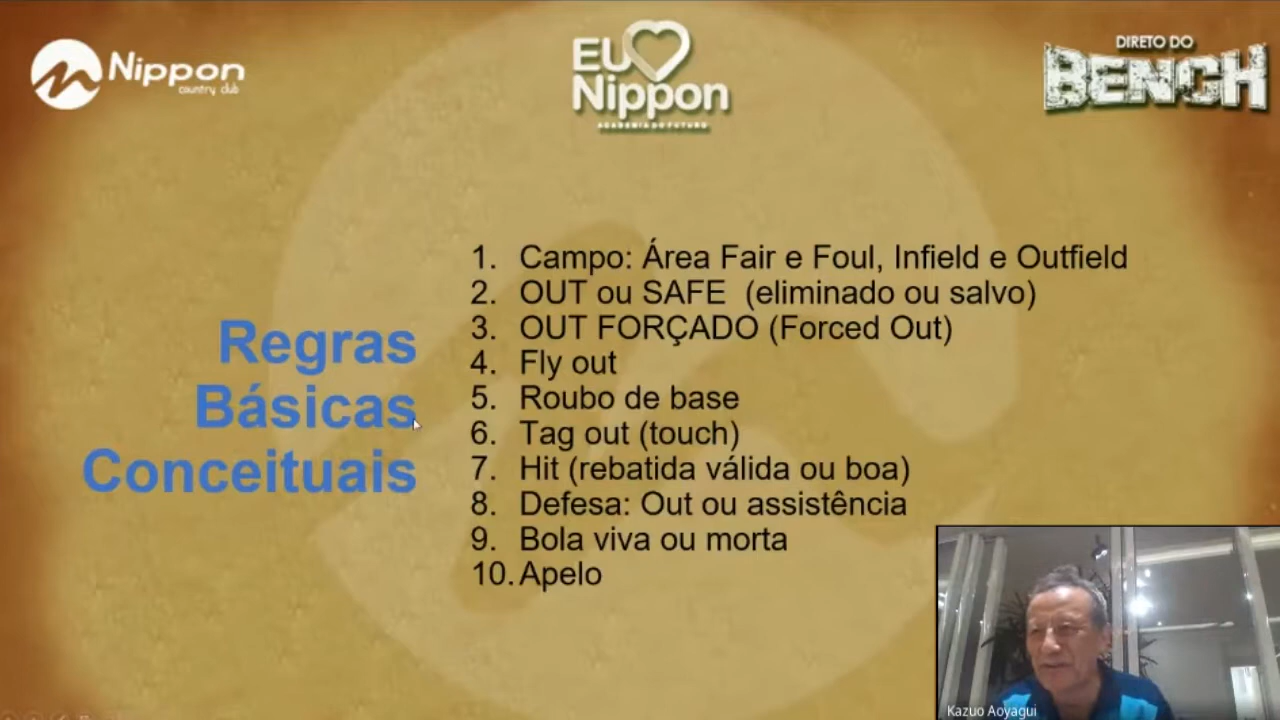 Nippon
country club
EU
Nippon
ACADEMIA DO FUTURO
DIRETO DO
BENCH
Regras
Básicas
Conceituais
1. Campo: Área Fair e Foul, Infield e Outfield
2. OUT ou SAFE (eliminado ou salvo)
3. OUT FORÇADO (Forced Out)
4. Fly out
5. Roubo de base
6. Tag out (touch)
7. Hit (rebatida válida ou boa)
8. Defesa: Out ou assistência
9. Bola viva ou morta
10. Apelo
Kazuo Aoyagui